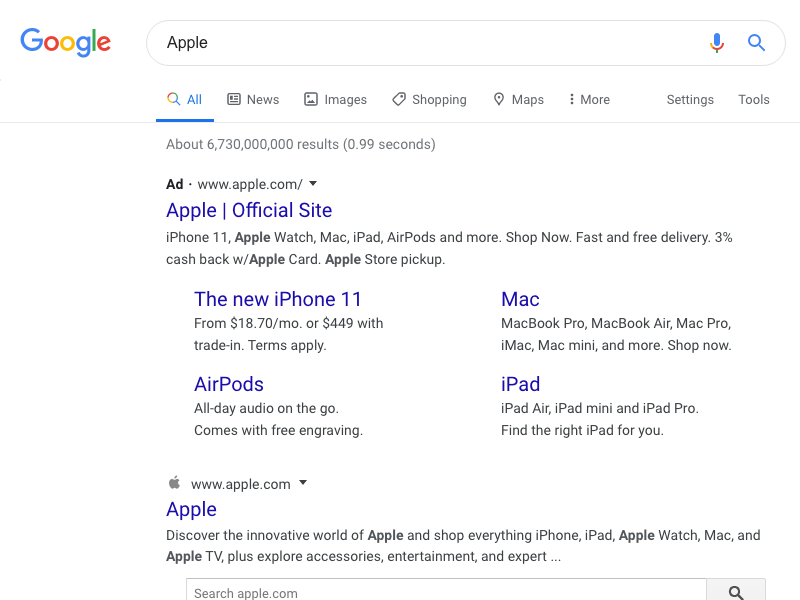 Google
Apple
All News Images Shopping Maps More Settings Tools
About 6,730,000,000 results (0.99 seconds)
Ad · www.apple.com/
Apple | Official Site
iPhone 11, Apple Watch, Mac, iPad, AirPods and more. Shop Now. Fast and free delivery. 3%
cash back w/Apple Card. Apple Store pickup.
The new iPhone 11
From $18.70/mo. or $449 with
trade-in. Terms apply.
Mac
MacBook Pro, MacBook Air, Mac Pro,
iMac, Mac mini, and more. Shop now.
AirPods
All-day audio on the go.
Comes with free engraving.
iPad
iPad Air, iPad mini and iPad Pro.
Find the right iPad for you.
www.apple.com
Apple
Discover the innovative world of Apple and shop everything iPhone, iPad, Apple Watch, Mac, and
Apple TV, plus explore accessories, entertainment, and expert ...
Search apple.com